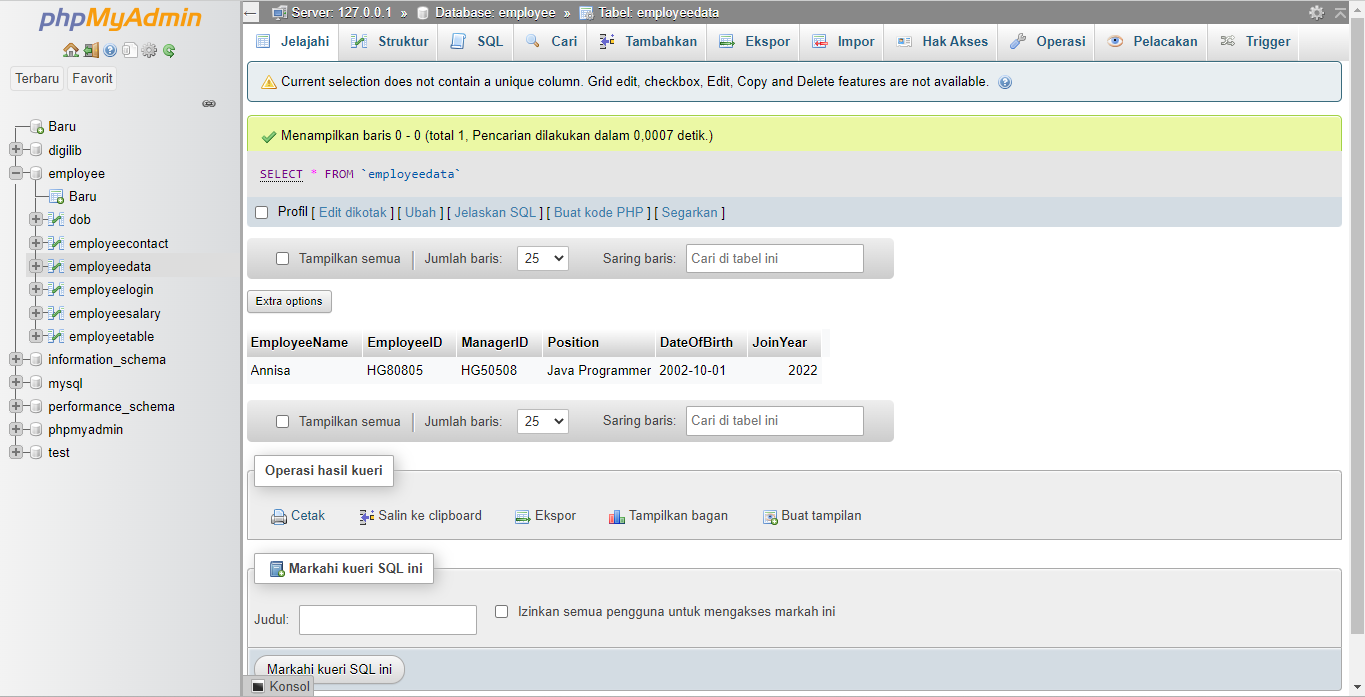 phpMyAdmin
Terbaru Favorit
Baru
digilib
employee
Baru
dob
employeecontact
employeedata
employeelogin
employeesalary
employeetable
information_schema
mysql
performance_schema
phpmyadmin
test
Server: 127.0.0.1 » Database: employee » Tabel: employeedata
Jelajahi Struktur SQL Cari Tambahkan Ekspor Impor Hak Akses Operasi Pelacakan Trigger
Current selection does not contain a unique column. Grid edit, checkbox, Edit, Copy and Delete features are not available.
Menampilkan baris 0 - 0 (total 1, Pencarian dilakukan dalam 0,0007 detik.)
SELECT * FROM `employeedata`
Profil [ Edit dikotak ] [ Ubah ] [ Jelaskan SQL ] [ Buat kode PHP ] [ Segarkan ]
Tampilkan semua | Jumlah baris: 25 Saring baris: Cari di tabel ini
Extra options
EmployeeName EmployeeID ManagerID Position DateOfBirth JoinYear
Annisa HG80805 HG50508 Java Programmer 2002-10-01 2022
Tampilkan semua | Jumlah baris: 25 Saring baris: Cari di tabel ini
Operasi hasil kueri
Cetak Salin ke clipboard Ekspor Tampilkan bagan Buat tampilan
Markahi kueri SQL ini
Judul: Izinkan semua pengguna untuk mengakses markah ini
Markahi kueri SQL ini
Konsol